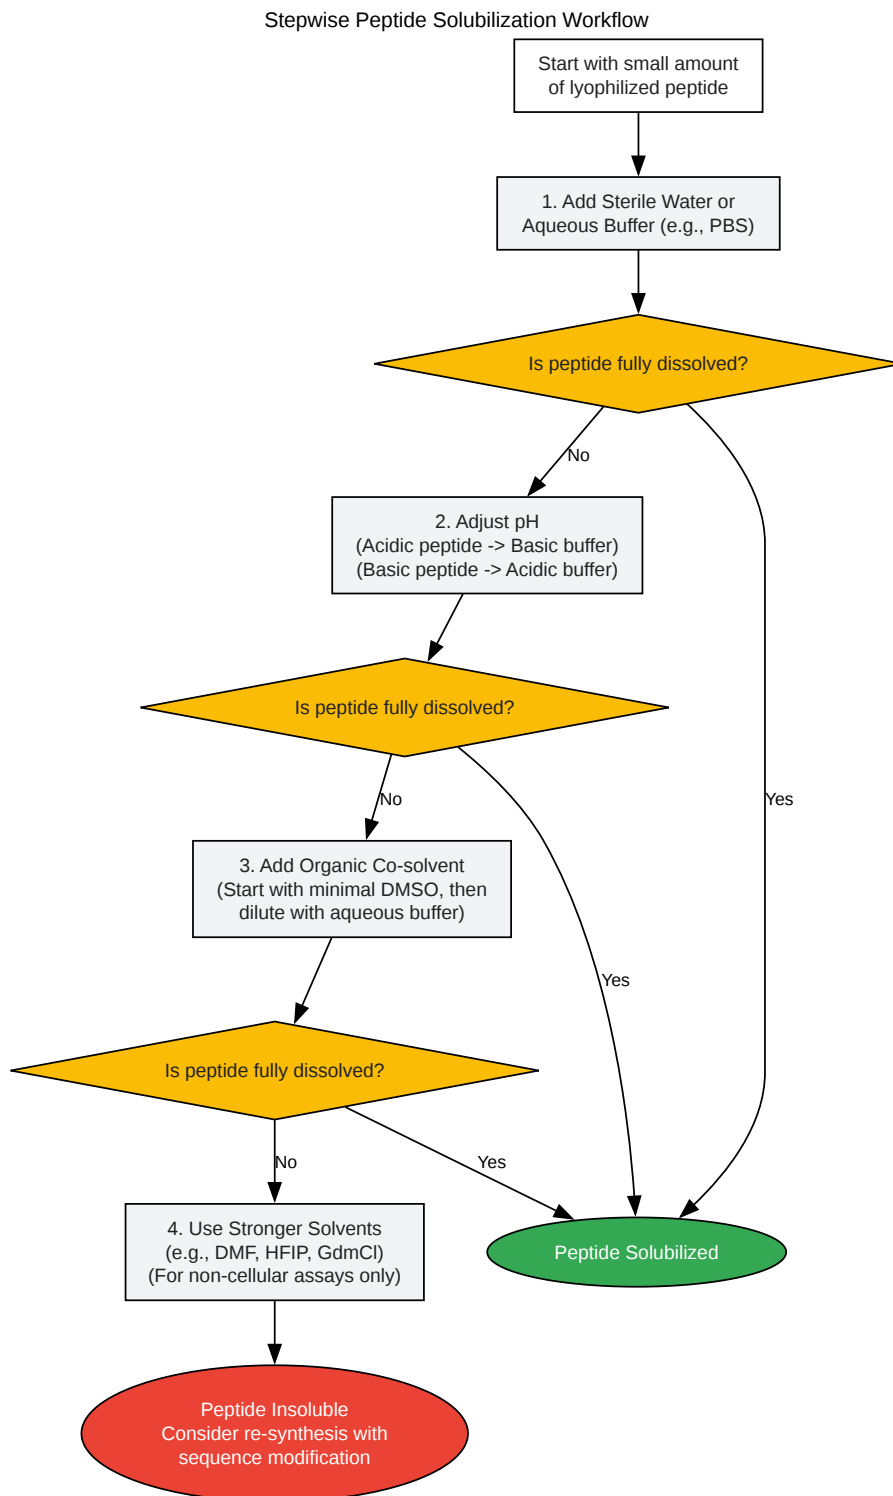 Stepwise Peptide Solubilization Workflow
Start with small amount
of lyophilized peptide
1. Add Sterile Water or
Aqueous Buffer (e.g., PBS)
Is peptide fully dissolved?
No
2. Adjust pH
(Acidic peptide -> Basic buffer)
(Basic peptide -> Acidic buffer)
Is peptide fully dissolved?
No
Yes
3. Add Organic Co-solvent
(Start with minimal DMSO, then
dilute with aqueous buffer)
Yes
Is peptide fully dissolved?
No
Yes
4. Use Stronger Solvents
(e.g., DMF, HFIP, GdmCl)
(For non-cellular assays only)
Peptide Solubilized
Peptide Insoluble
Consider re-synthesis with
sequence modification